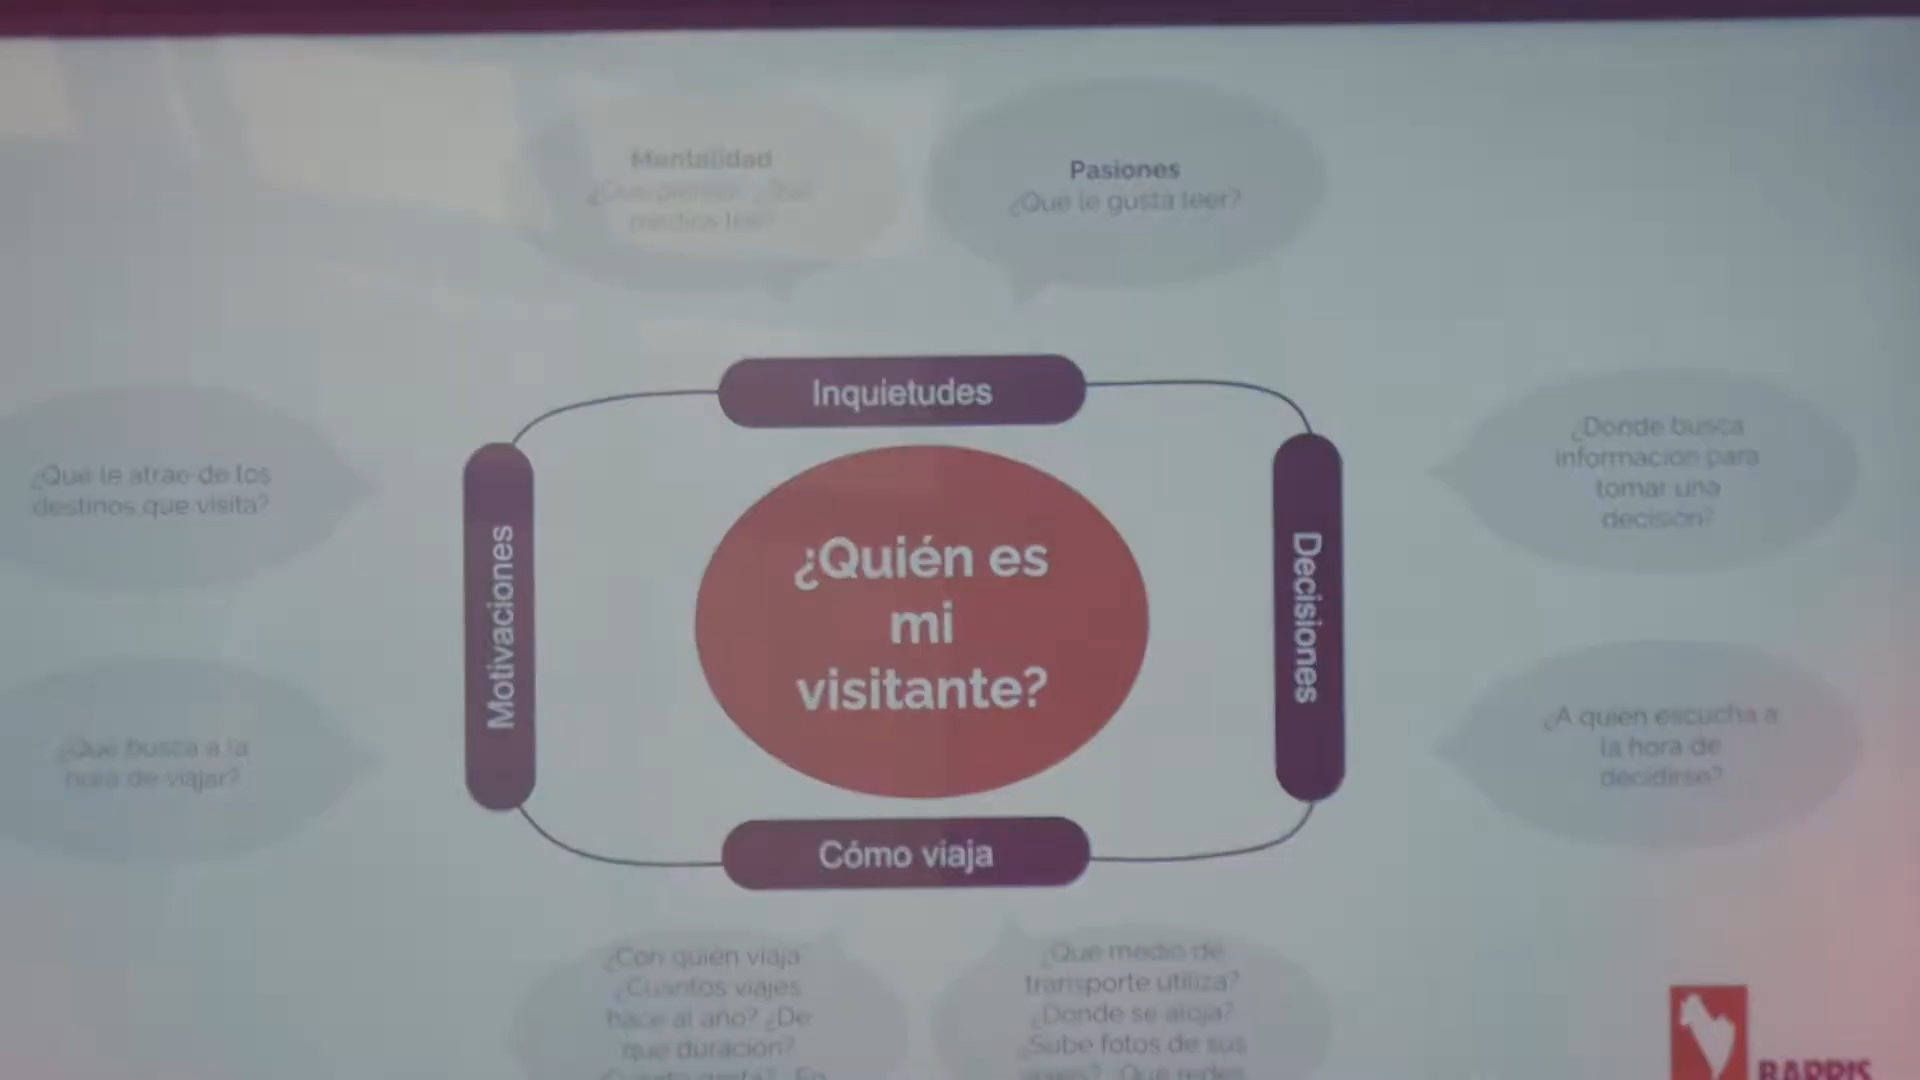 Mentalidad
Pasiones
¿Que le gusta leer?
Inquietudes
¿Que le atrae de los
destinos que visita?
¿Donde busca
informacion para
tomar una
decision?
Motivaciones
¿Quién es
mi
visitante?
Decisiones
¿Que busca a la
hora de viajar?
¿A quien escucha a
la hora de
decidirse?
Cómo viaja
¿Con quien viaja
¿Cuantos viajes
hace al año? ¿De
que duracion?
¿Que medio de
transporte utiliza?
¿Donde se aloja?
¿Sube fotos de sus
BARRIS